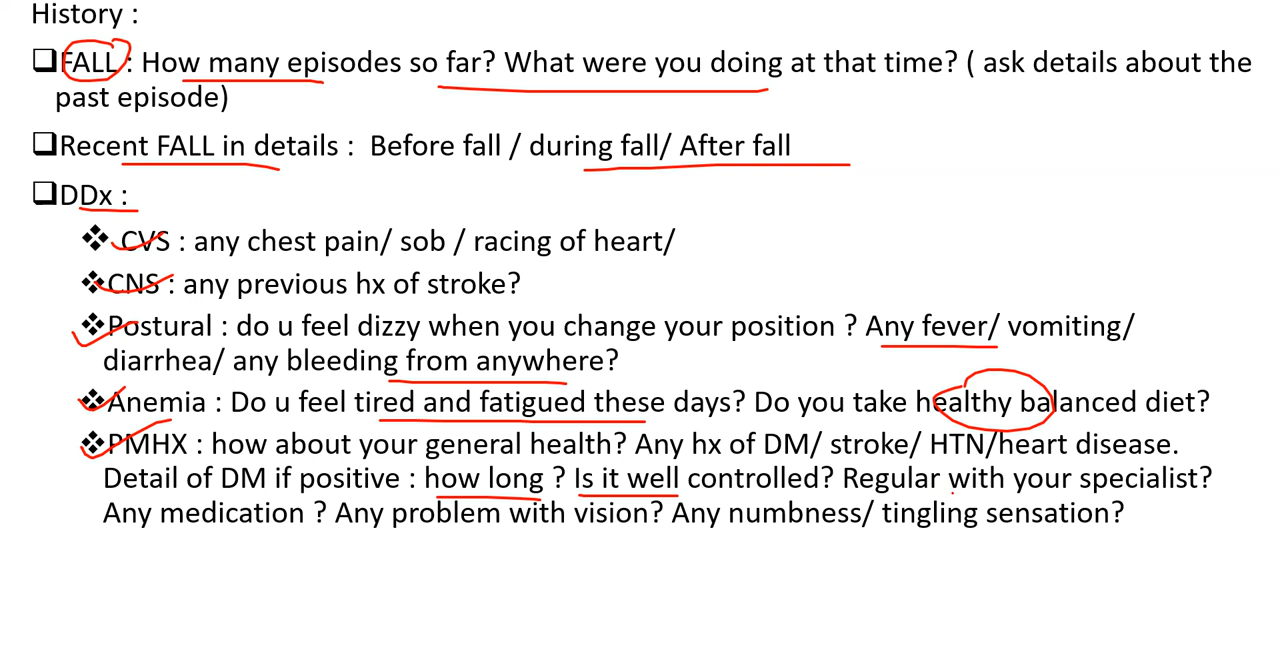 History :
❑FALL : How many episodes so far? What were you doing at that time? ( ask details about the
past episode)
❑Recent FALL in details :  Before fall / during fall/ After fall
❑DDx :
❖ CVS : any chest pain/ sob / racing of heart/
❖CNS : any previous hx of stroke?
❖Postural : do u feel dizzy when you change your position ? Any fever/ vomiting/
diarrhea/ any bleeding from anywhere?
❖Anemia : Do u feel tired and fatigued these days? Do you take healthy balanced diet?
❖PMHX : how about your general health? Any hx of DM/ stroke/ HTN/heart disease.
Detail of DM if positive : how long ? Is it well controlled? Regular with your specialist?
Any medication ? Any problem with vision? Any numbness/ tingling sensation?